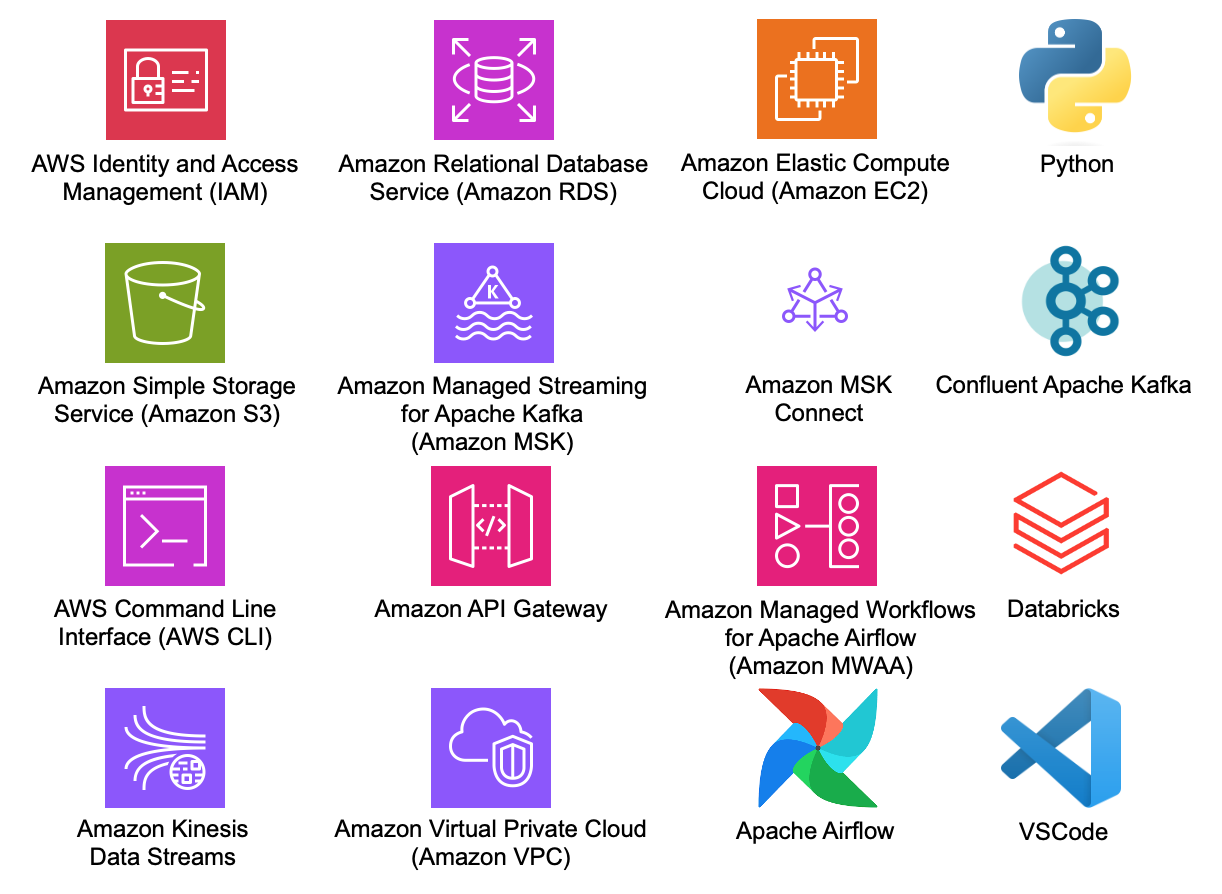 AWS Identity and Access
Management (IAM)
Amazon Relational Database
Service (Amazon RDS)
Amazon Elastic Compute
Cloud (Amazon EC2)
Python
Amazon Simple Storage
Service (Amazon S3)
K
Amazon Managed Streaming
for Apache Kafka
(Amazon MSK)
Amazon MSK
Connect
Confluent Apache Kafka
AWS Command Line
Interface (AWS CLI)
</>
Amazon API Gateway
Amazon Managed Workflows
for Apache Airflow
(Amazon MWAA)
Databricks
Amazon Kinesis
Data Streams
Amazon Virtual Private Cloud
(Amazon VPC)
Apache Airflow
VSCode